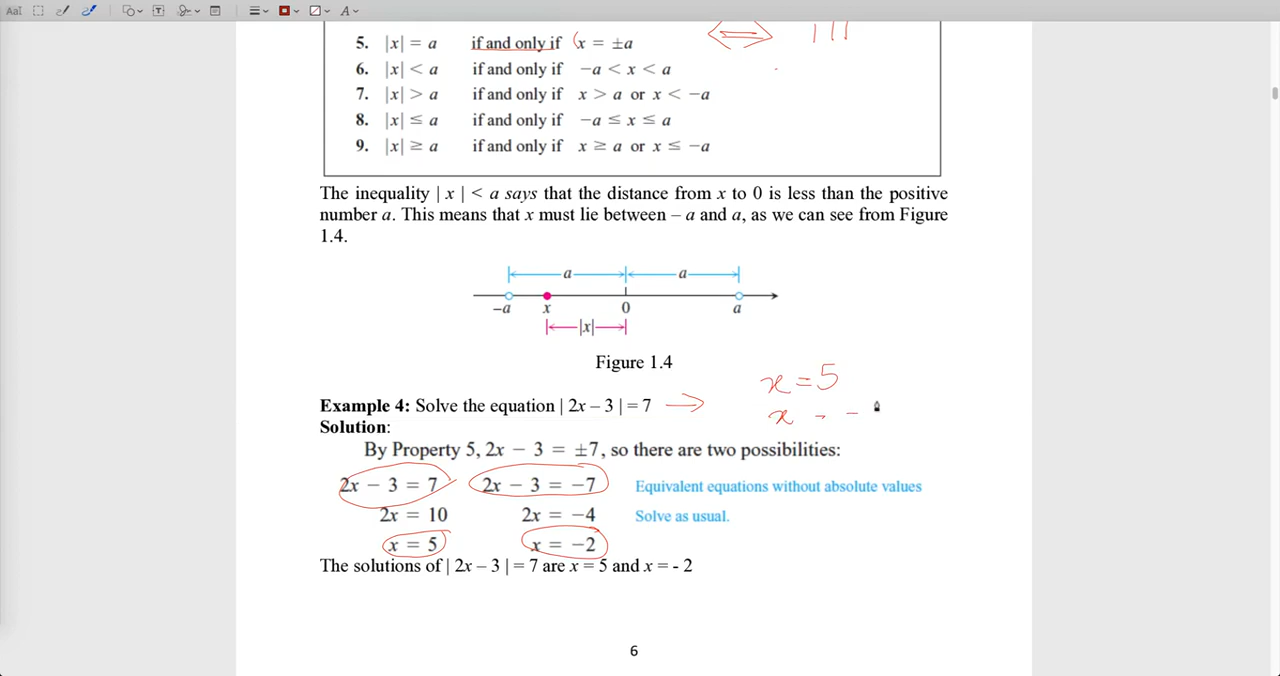 AaI
A
5. |x| = a if and only if x = ±a
6. |x| < a if and only if −a < x < a
7. |x| > a if and only if x > a or x < −a
8. |x| ≤ a if and only if −a ≤ x ≤ a
9. |x| ≥ a if and only if x ≥ a or x ≤ −a
The inequality | x | < a says that the distance from x to 0 is less than the positive
number a. This means that x must lie between – a and a, as we can see from Figure
1.4.
a a
−a x 0 a
|x|
Figure 1.4
x = 5
Example 4: Solve the equation | 2x – 3 | = 7 →
x - -
Solution:
By Property 5, 2x − 3 = ±7, so there are two possibilities:
2x − 3 = 7 2x − 3 = −7 Equivalent equations without absolute values
2x = 10 2x = −4 Solve as usual.
x = 5 x = −2
The solutions of | 2x – 3 | = 7 are x = 5 and x = - 2
6